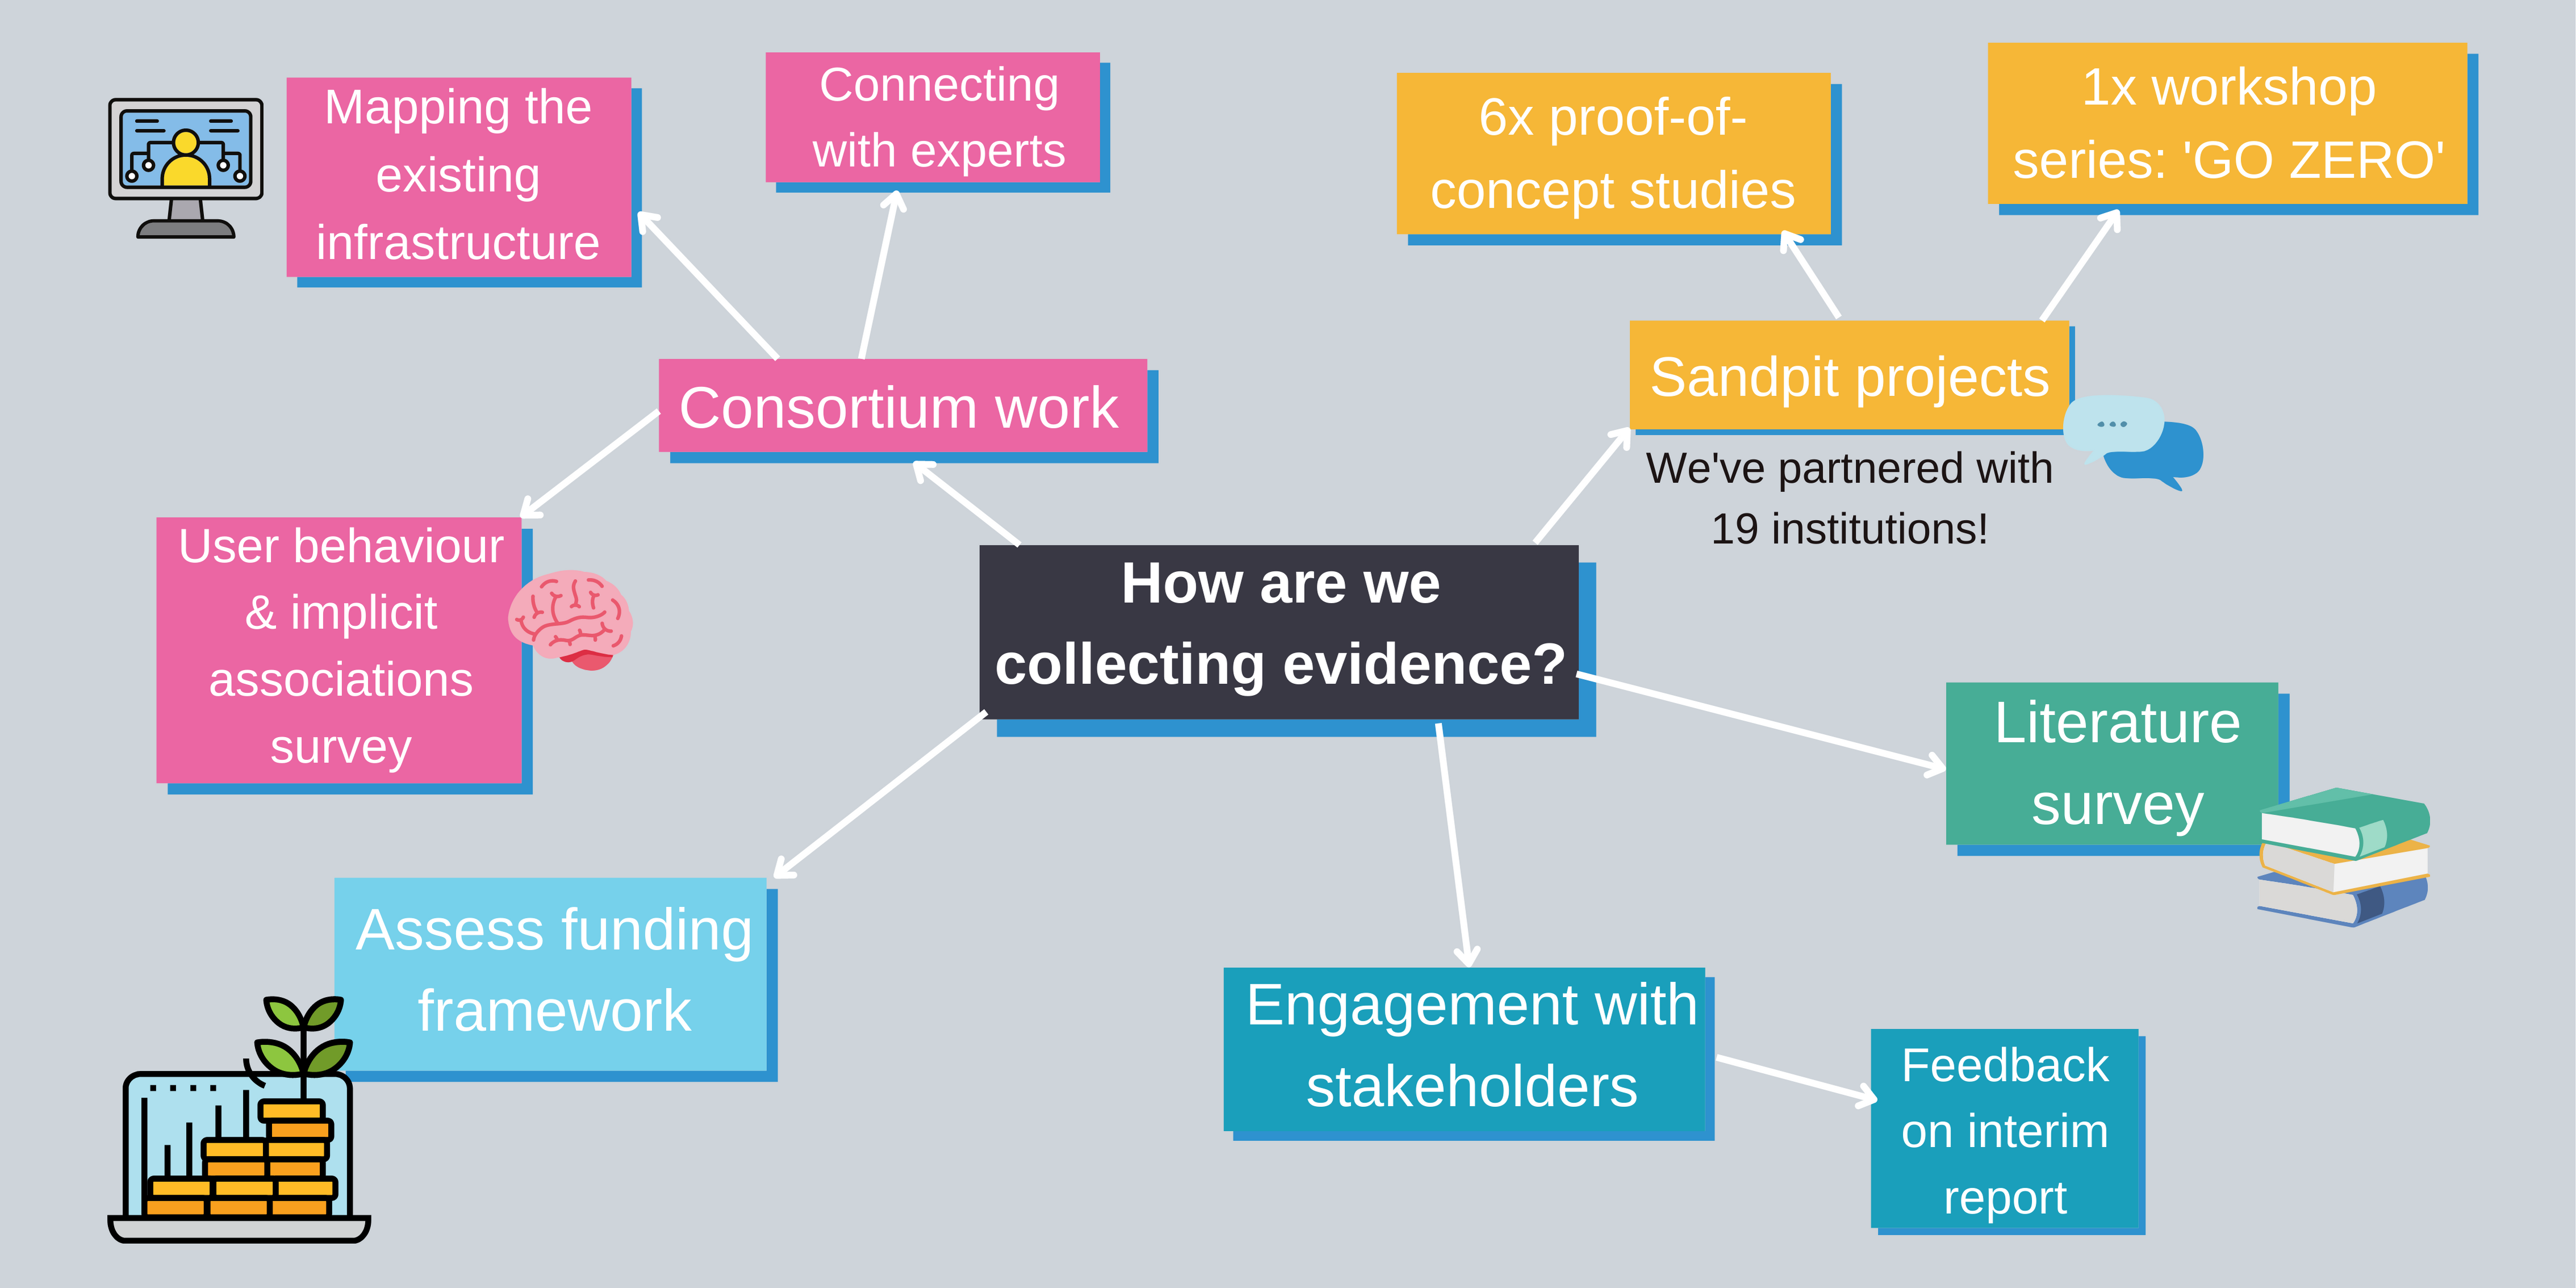 Mapping the
existing
infrastructure
Connecting
with experts
6x proof-of-
concept studies
1x workshop
series: 'GO ZERO'
Consortium work
Sandpit projects
We've partnered with
19 institutions!
User behaviour
& implicit
associations
survey
How are we
collecting evidence?
Literature
survey
Assess funding
framework
Engagement with
stakeholders
Feedback
on interim
report